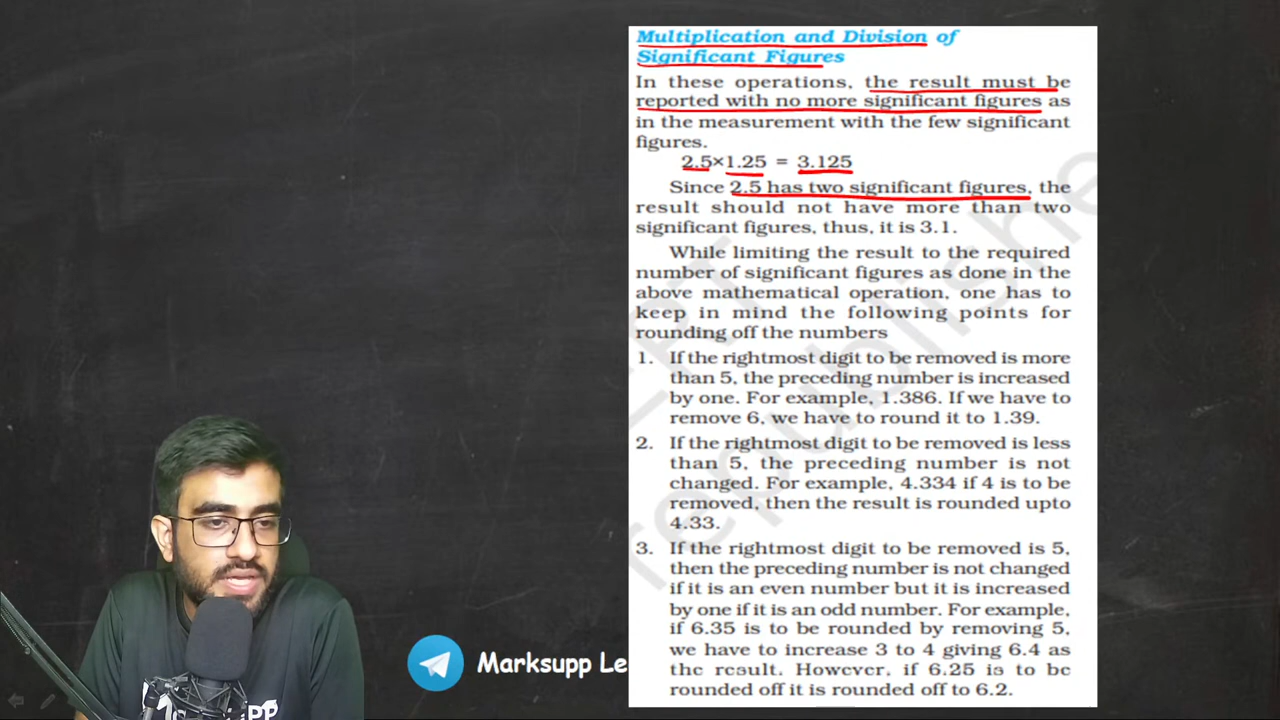 Multiplication and Division of
Significant Figures
In these operations, the result must be
reported with no more significant figures as
in the measurement with the few significant
figures.
2.5×1.25 = 3.125
Since 2.5 has two significant figures, the
result should not have more than two
significant figures, thus, it is 3.1.
While limiting the result to the required
number of significant figures as done in the
above mathematical operation, one has to
keep in mind the following points for
rounding off the numbers
1. If the rightmost digit to be removed is more
than 5, the preceding number is increased
by one. For example, 1.386. If we have to
remove 6, we have to round it to 1.39.
2. If the rightmost digit to be removed is less
than 5, the preceding number is not
changed. For example, 4.334 if 4 is to be
removed, then the result is rounded upto
4.33.
3. If the rightmost digit to be removed is 5,
then the preceding number is not changed
if it is an even number but it is increased
by one if it is an odd number. For example,
if 6.35 is to be rounded by removing 5,
we have to increase 3 to 4 giving 6.4 as
the result. However, if 6.25 is to be
rounded off it is rounded off to 6.2.
Marksupp Le
republishe